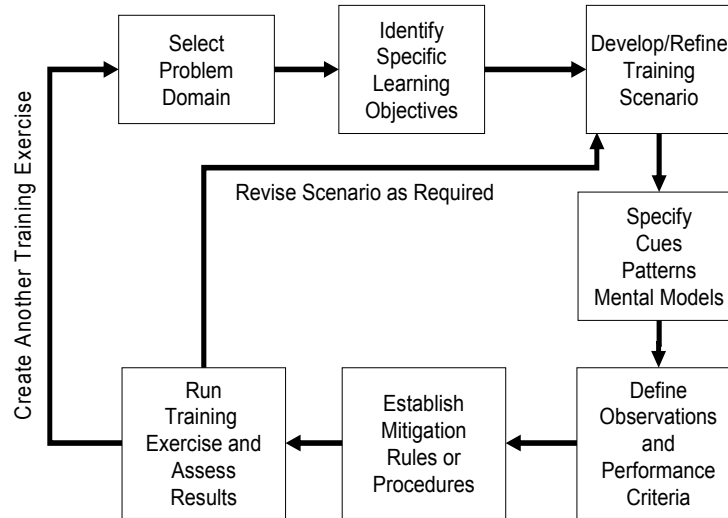 Select
Problem
Domain
Identify
Specific
Learning
Objectives
Develop/Refine
Training
Scenario
Create Another Training Exercise
Revise Scenario as Required
Specify
Cues
Patterns
Mental Models
Run
Training
Exercise and
Assess
Results
Establish
Mitigation
Rules or
Procedures
Define
Observations
and
Performance
Criteria